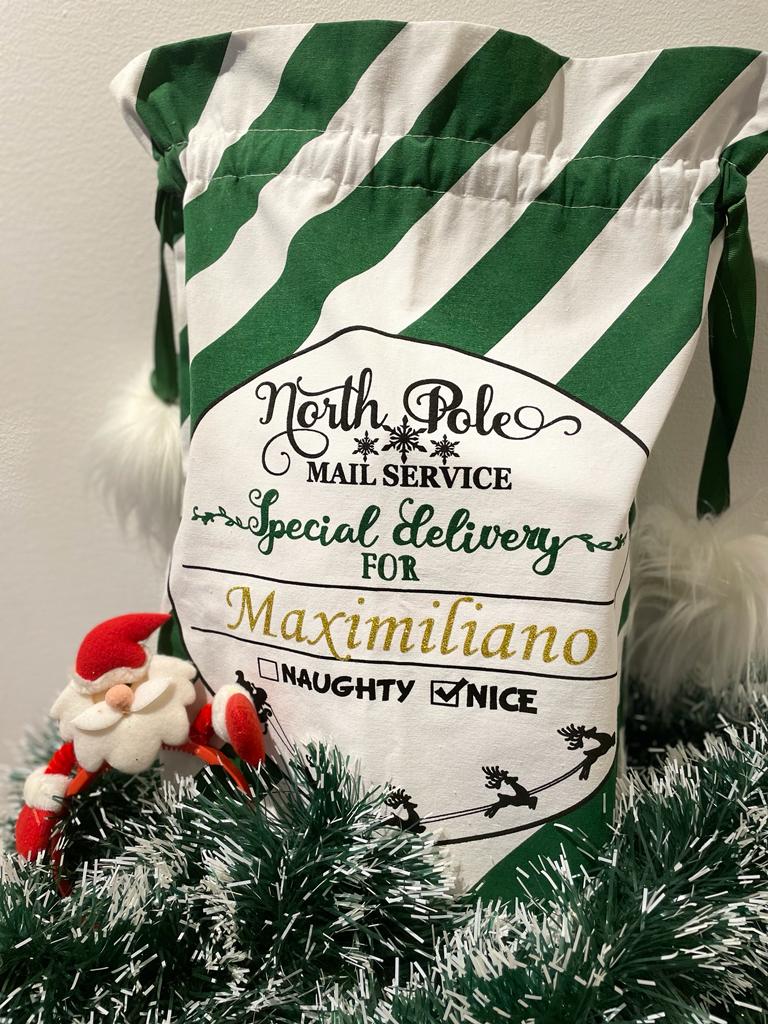 North Pole
MAIL SERVICE
Special delivery
FOR
Maximiliano
NAUGHTY NICE